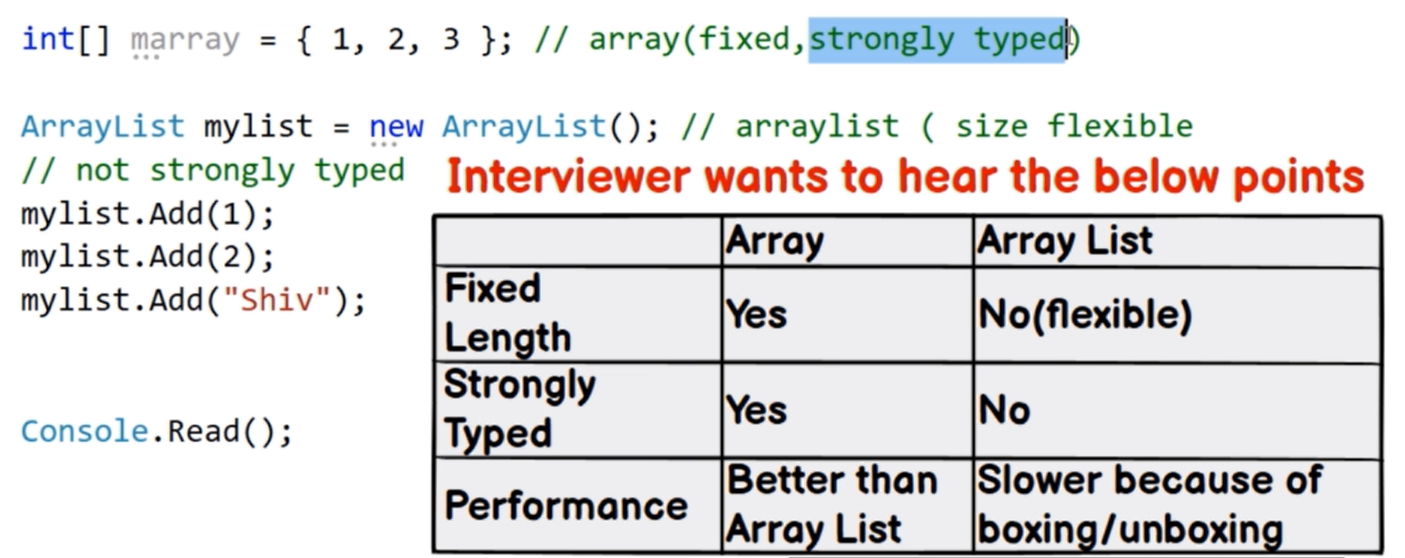 int[] marray = { 1, 2, 3 }; // array(fixed,strongly typed)
ArrayList mylist = new ArrayList(); // arraylist ( size flexible
// not strongly typed
mylist.Add(1);
mylist.Add(2);
mylist.Add("Shiv");
Console.Read();
Interviewer wants to hear the below points
Array Array List
Fixed
Length
Yes No(flexible)
Strongly
Typed
Yes No
Performance
Better than
Array List
Slower because of
boxing/unboxing